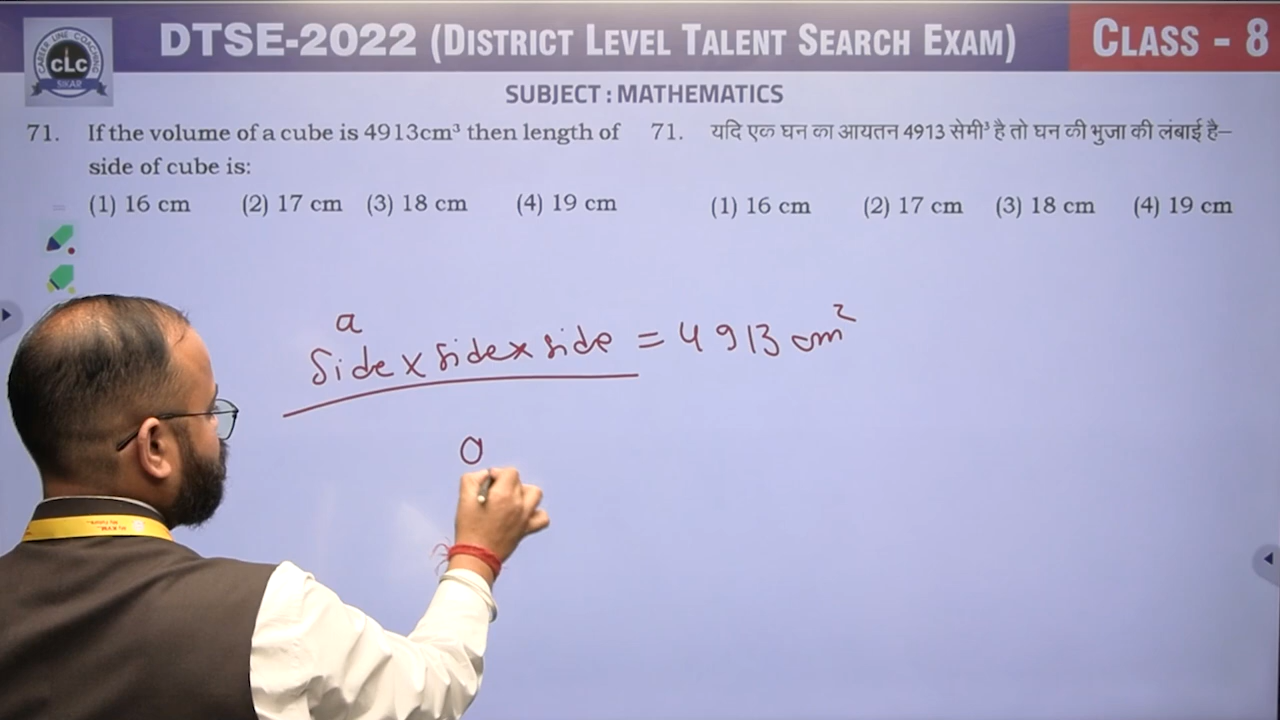 DTSE-2022 (DISTRICT LEVEL TALENT SEARCH EXAM)
CLASS - 8
CAREER LINE COACHING
CLC
SIKAR
SUBJECT : MATHEMATICS
71. If the volume of a cube is 4913cm³ then length of
side of cube is:
(1) 16 cm (2) 17 cm (3) 18 cm (4) 19 cm
71. यदि एक घन का आयतन 4913 सेमी³ है तो घन की भुजा की लंबाई है–
(1) 16 cm (2) 17 cm (3) 18 cm (4) 19 cm
a
Side × side × side = 4913 cm²
a